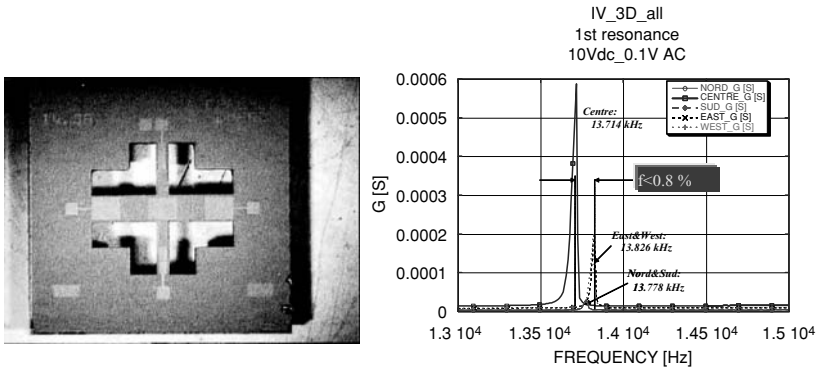 IV_3D_all
1st resonance
10Vdc_0.1V AC
0.0006
0.0005
0.0004
0.0003
0.0002
0.0001
0
G [S]
NORD_G [S]
CENTRE_G [S]
SUD_G [S]
EAST_G [S]
WEST_G [S]
Centre:
13.714 kHz
f<0.8 %
East&West:
13.826 kHz
Nord&Sud:
13.778 kHz
1.3 10⁴
1.35 10⁴
1.4 10⁴
1.45 10⁴
1.5 10⁴
FREQUENCY [Hz]